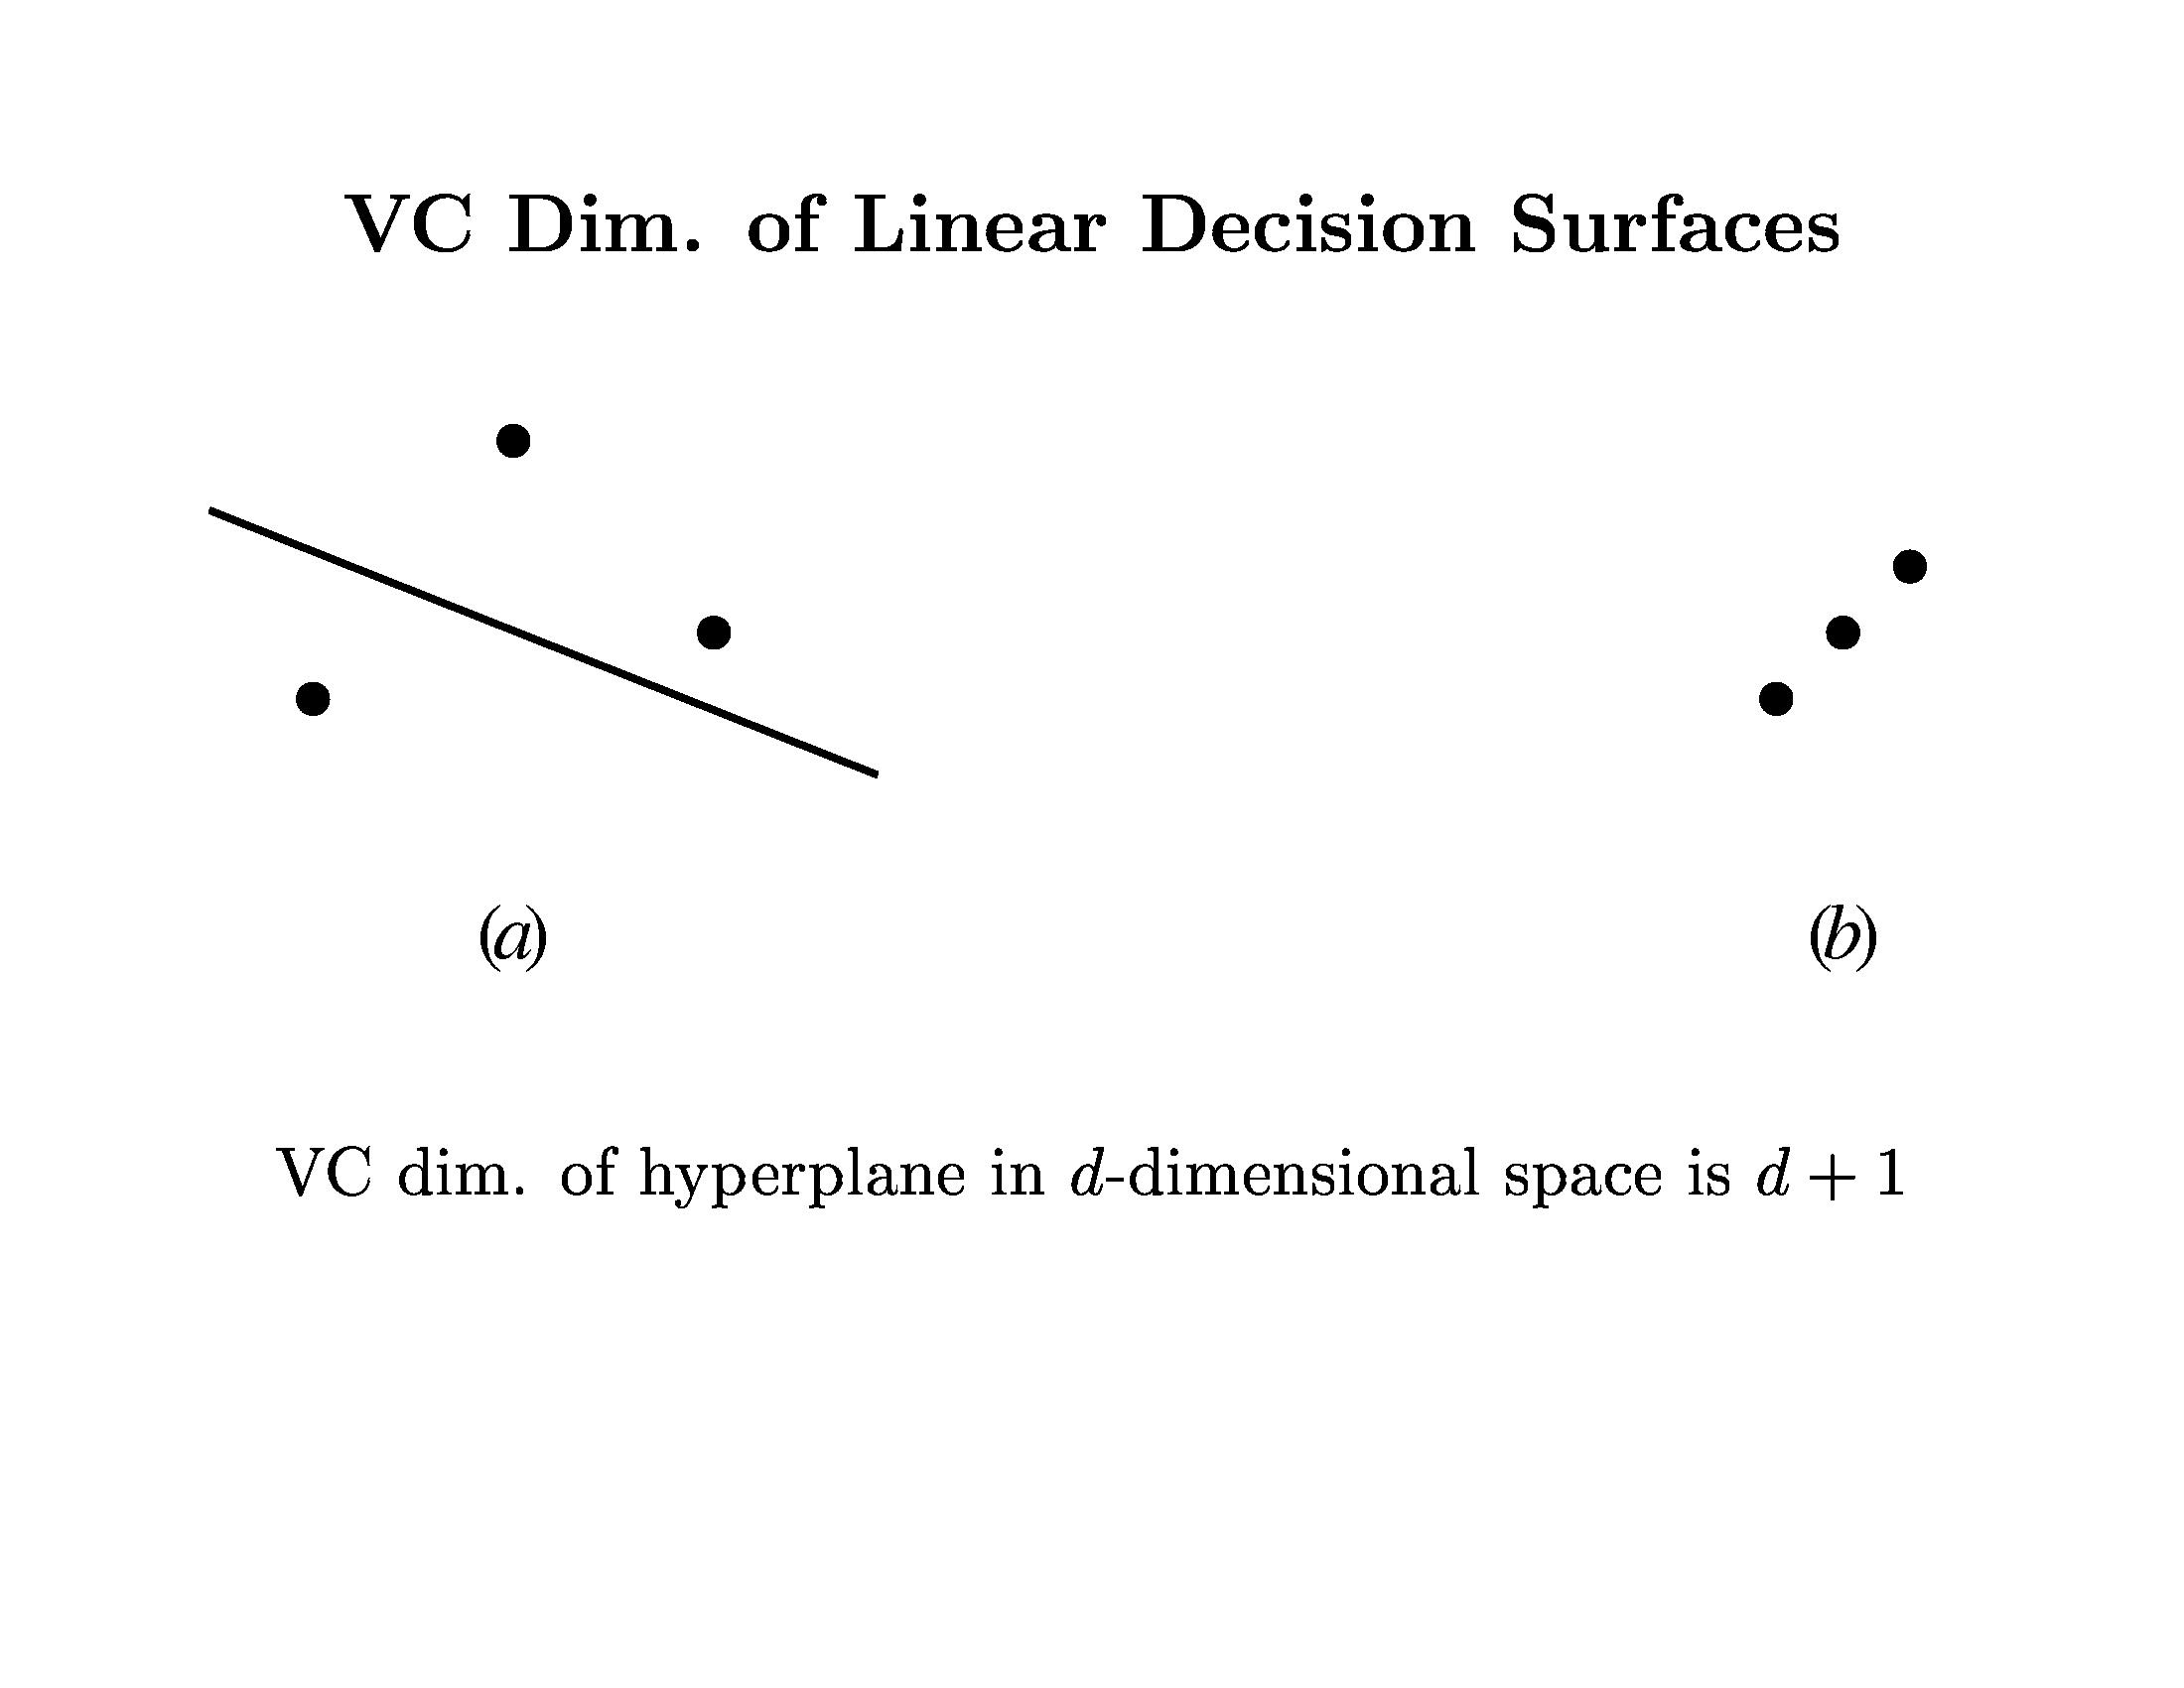 VC Dim. of Linear Decision Surfaces
(a)
(b)
VC dim. of hyperplane in d-dimensional space is d + 1